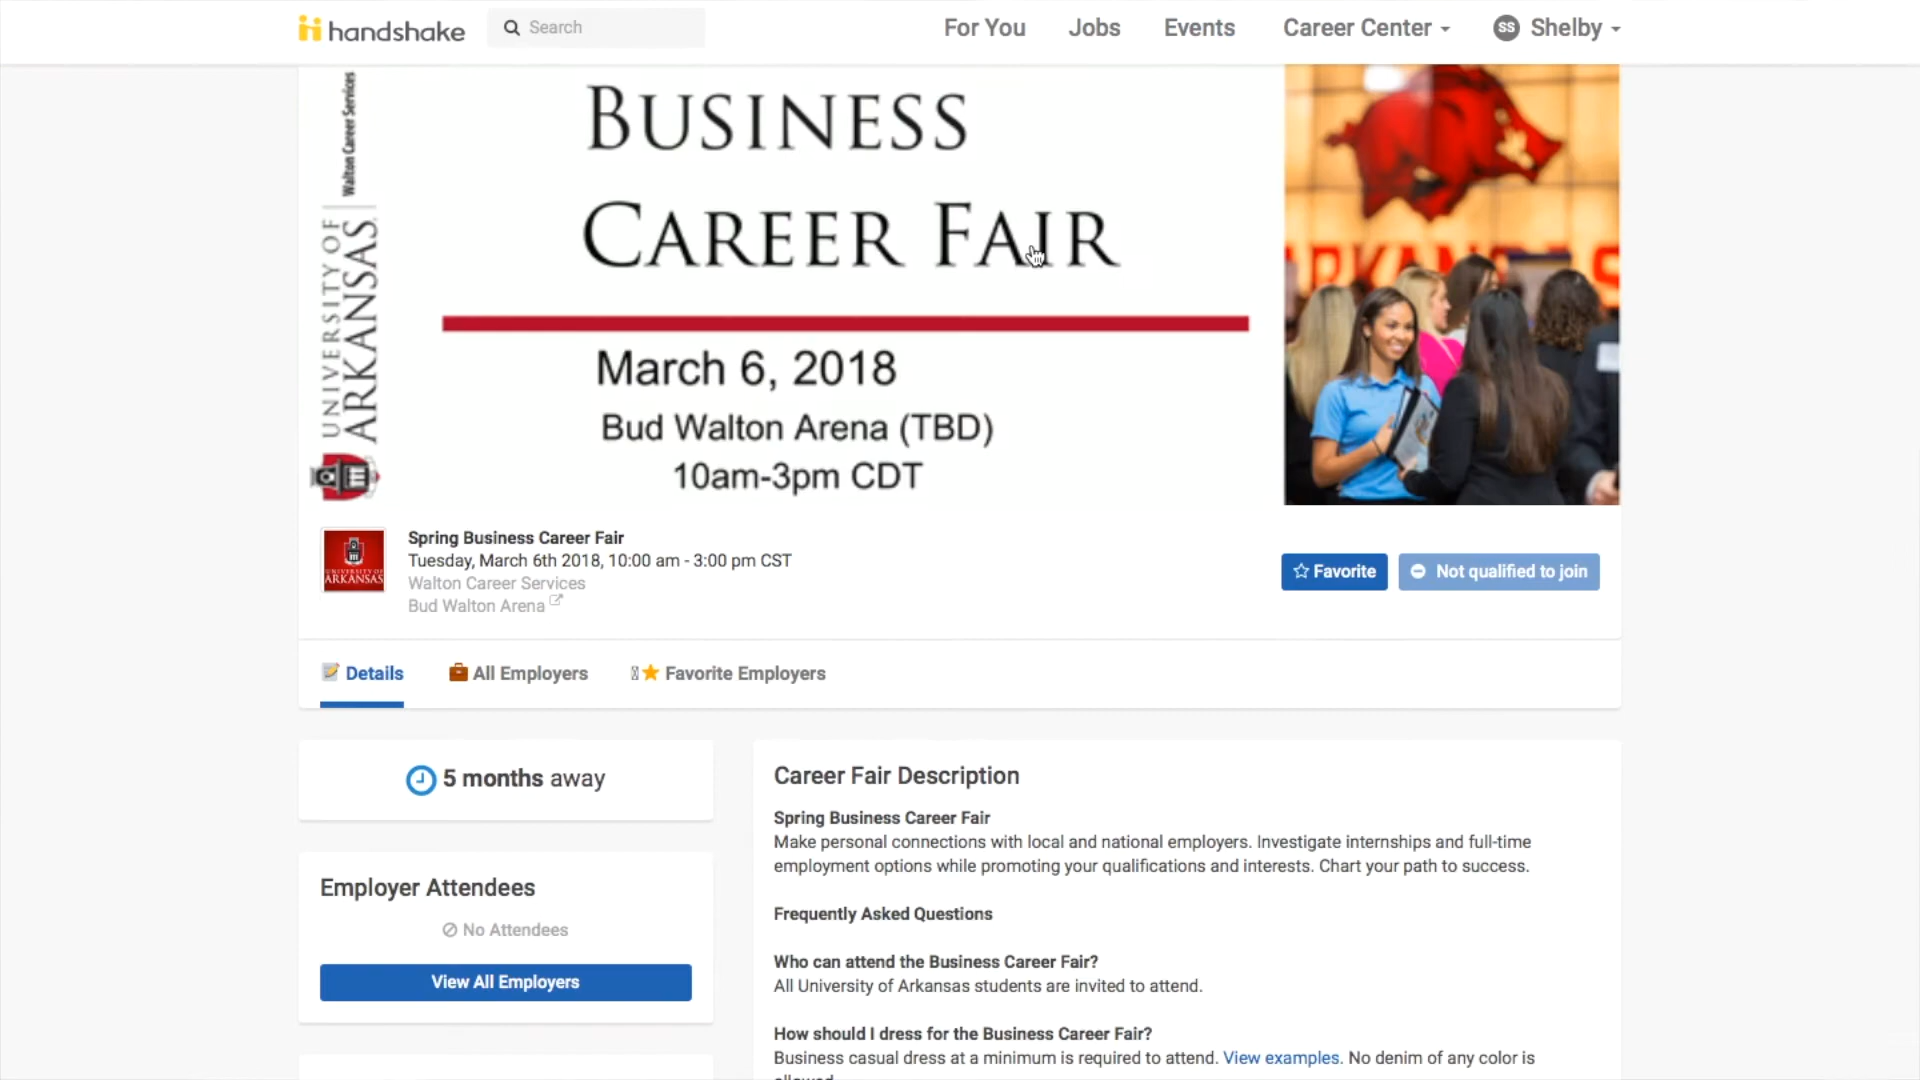 handshake
Search
For You
Jobs
Events
Career Center
SS
Shelby
Walton Career Services
UNIVERSITY OF
ARKANSAS
BUSINESS
CAREER FAIR
March 6, 2018
Bud Walton Arena (TBD)
10am-3pm CDT
ARKANSAS
UNIVERSITY OF
ARKANSAS
Spring Business Career Fair
Tuesday, March 6th 2018, 10:00 am - 3:00 pm CST
Walton Career Services
Bud Walton Arena
Favorite
Not qualified to join
Details
All Employers
Favorite Employers
5 months away
Employer Attendees
No Attendees
View All Employers
Career Fair Description
Spring Business Career Fair
Make personal connections with local and national employers. Investigate internships and full-time
employment options while promoting your qualifications and interests. Chart your path to success.
Frequently Asked Questions
Who can attend the Business Career Fair?
All University of Arkansas students are invited to attend.
How should I dress for the Business Career Fair?
Business casual dress at a minimum is required to attend. View examples. No denim of any color is